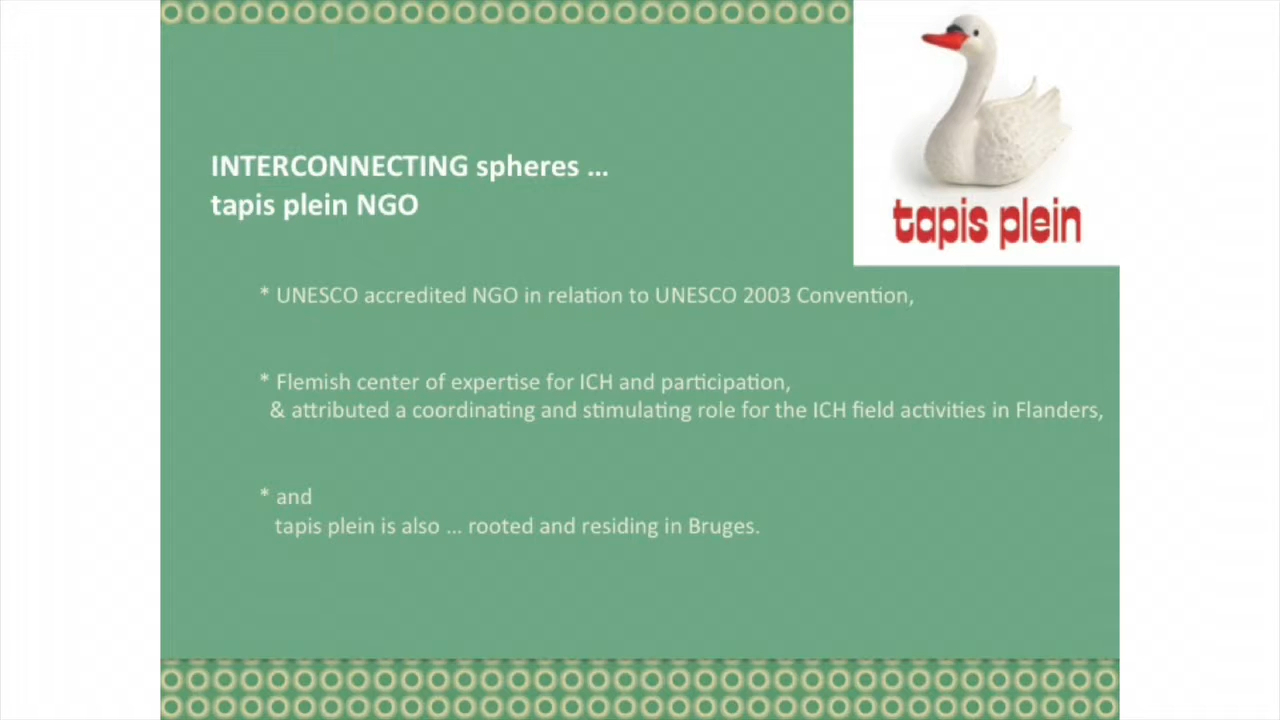 INTERCONNECTING spheres …
tapis plein NGO
tapis plein
* UNESCO accredited NGO in relation to UNESCO 2003 Convention,
* Flemish center of expertise for ICH and participation,
& attributed a coordinating and stimulating role for the ICH field activities in Flanders,
* and
tapis plein is also … rooted and residing in Bruges.